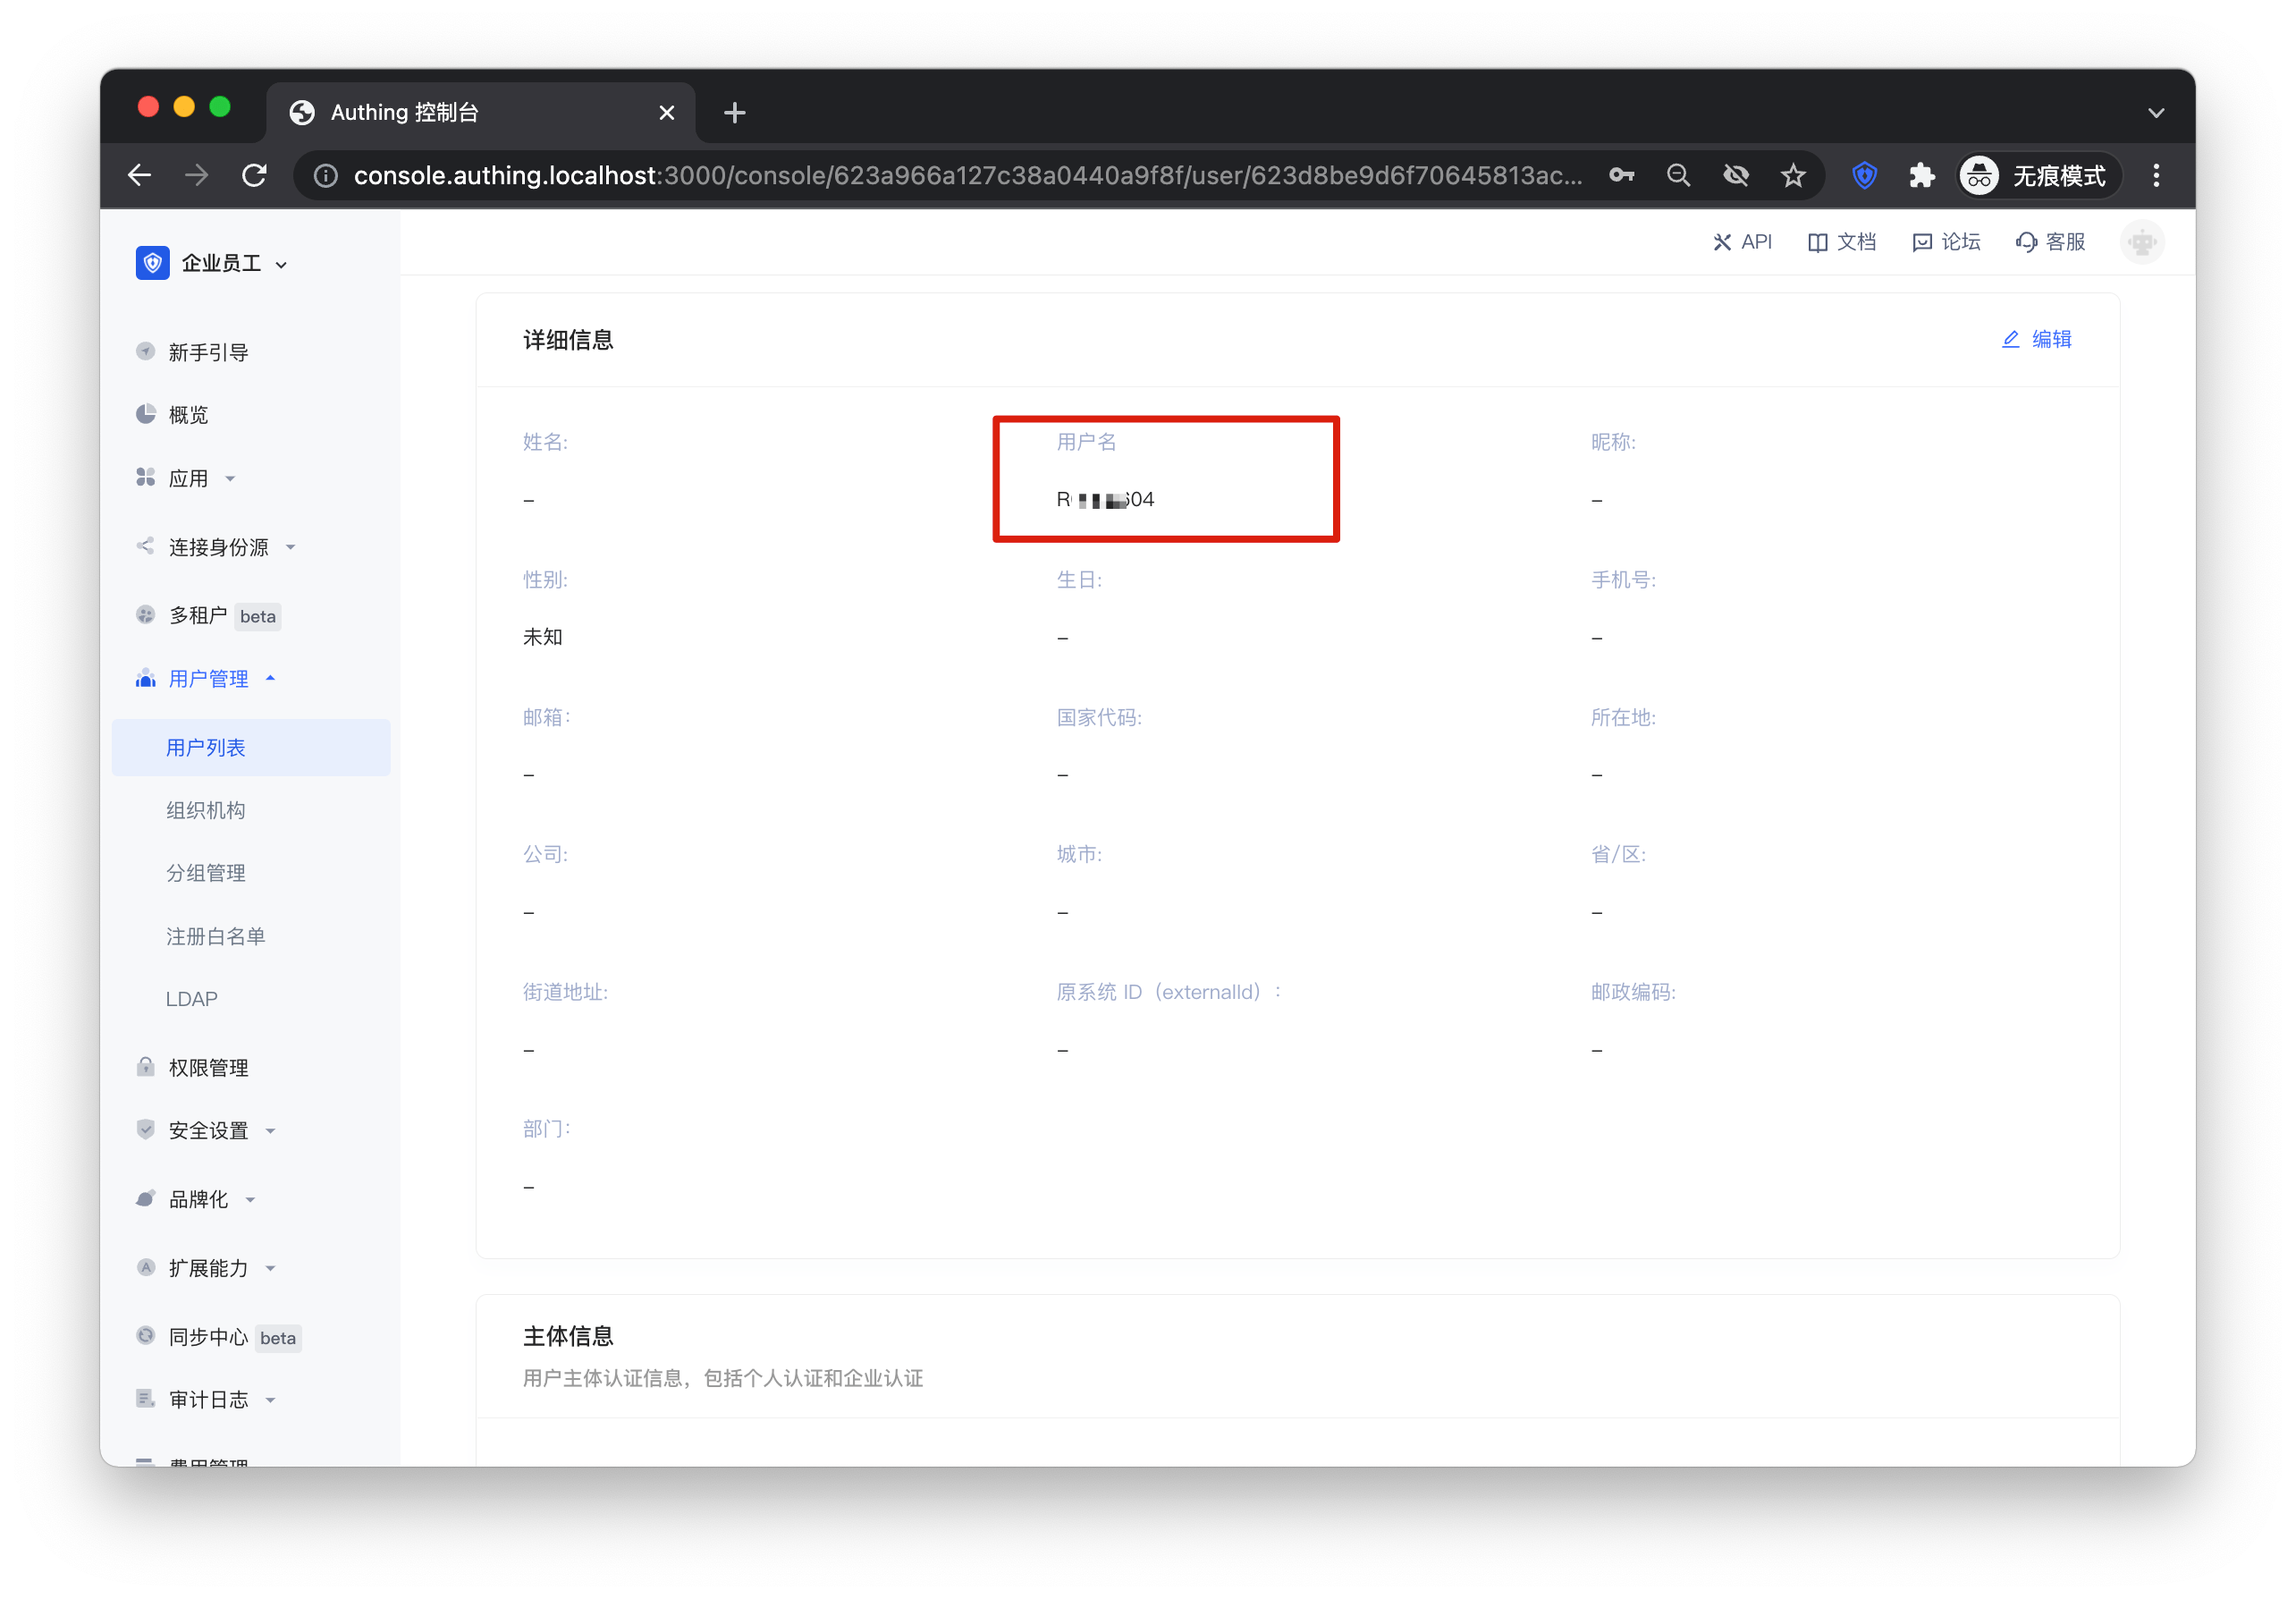 Authing 控制台
console.authing.localhost:3000/console/623a966a127c38a0440a9f8f/user/623d8be9d6f70645813ac...
无痕模式
企业员工
API
文档
论坛
客服
新手引导
概览
应用
连接身份源
多租户 beta
用户管理
用户列表
组织机构
分组管理
注册白名单
LDAP
权限管理
安全设置
品牌化
扩展能力
同步中心 beta
审计日志
费用管理
详细信息
编辑
姓名:
用户名
昵称:
–
–
性别:
生日:
手机号:
未知
–
–
邮箱:
国家代码:
所在地:
–
–
–
公司:
城市:
省/区:
–
–
–
街道地址:
原系统 ID（externalId）:
邮政编码:
–
–
–
部门:
–
主体信息
用户主体认证信息，包括个人认证和企业认证